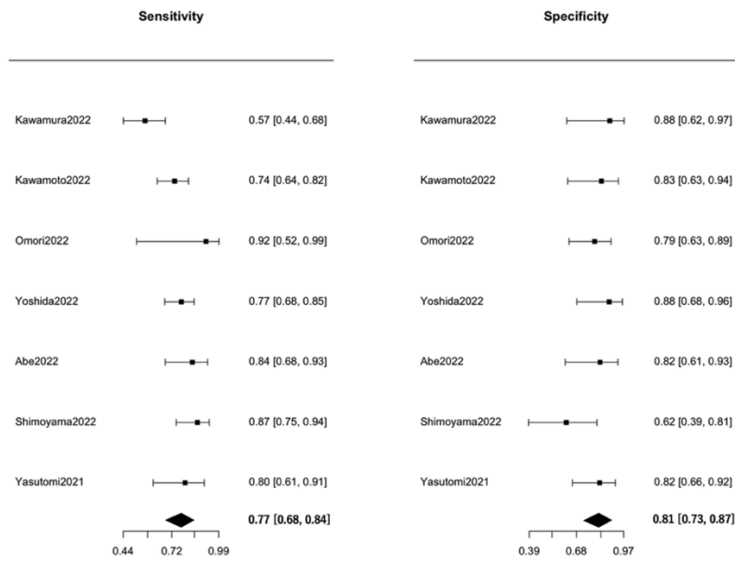 Sensitivity Specificity
Kawamura2022 0.57 [0.44, 0.68] Kawamura2022 0.88 [0.62, 0.97]
Kawamoto2022 0.74 [0.64, 0.82] Kawamoto2022 0.83 [0.63, 0.94]
Omori2022 0.92 [0.52, 0.99] Omori2022 0.79 [0.63, 0.89]
Yoshida2022 0.77 [0.68, 0.85] Yoshida2022 0.88 [0.68, 0.96]
Abe2022 0.84 [0.68, 0.93] Abe2022 0.82 [0.61, 0.93]
Shimoyama2022 0.87 [0.75, 0.94] Shimoyama2022 0.62 [0.39, 0.81]
Yasutomi2021 0.80 [0.61, 0.91] Yasutomi2021 0.82 [0.66, 0.92]
0.77 [0.68, 0.84] 0.81 [0.73, 0.87]
0.44 0.72 0.99 0.39 0.68 0.97